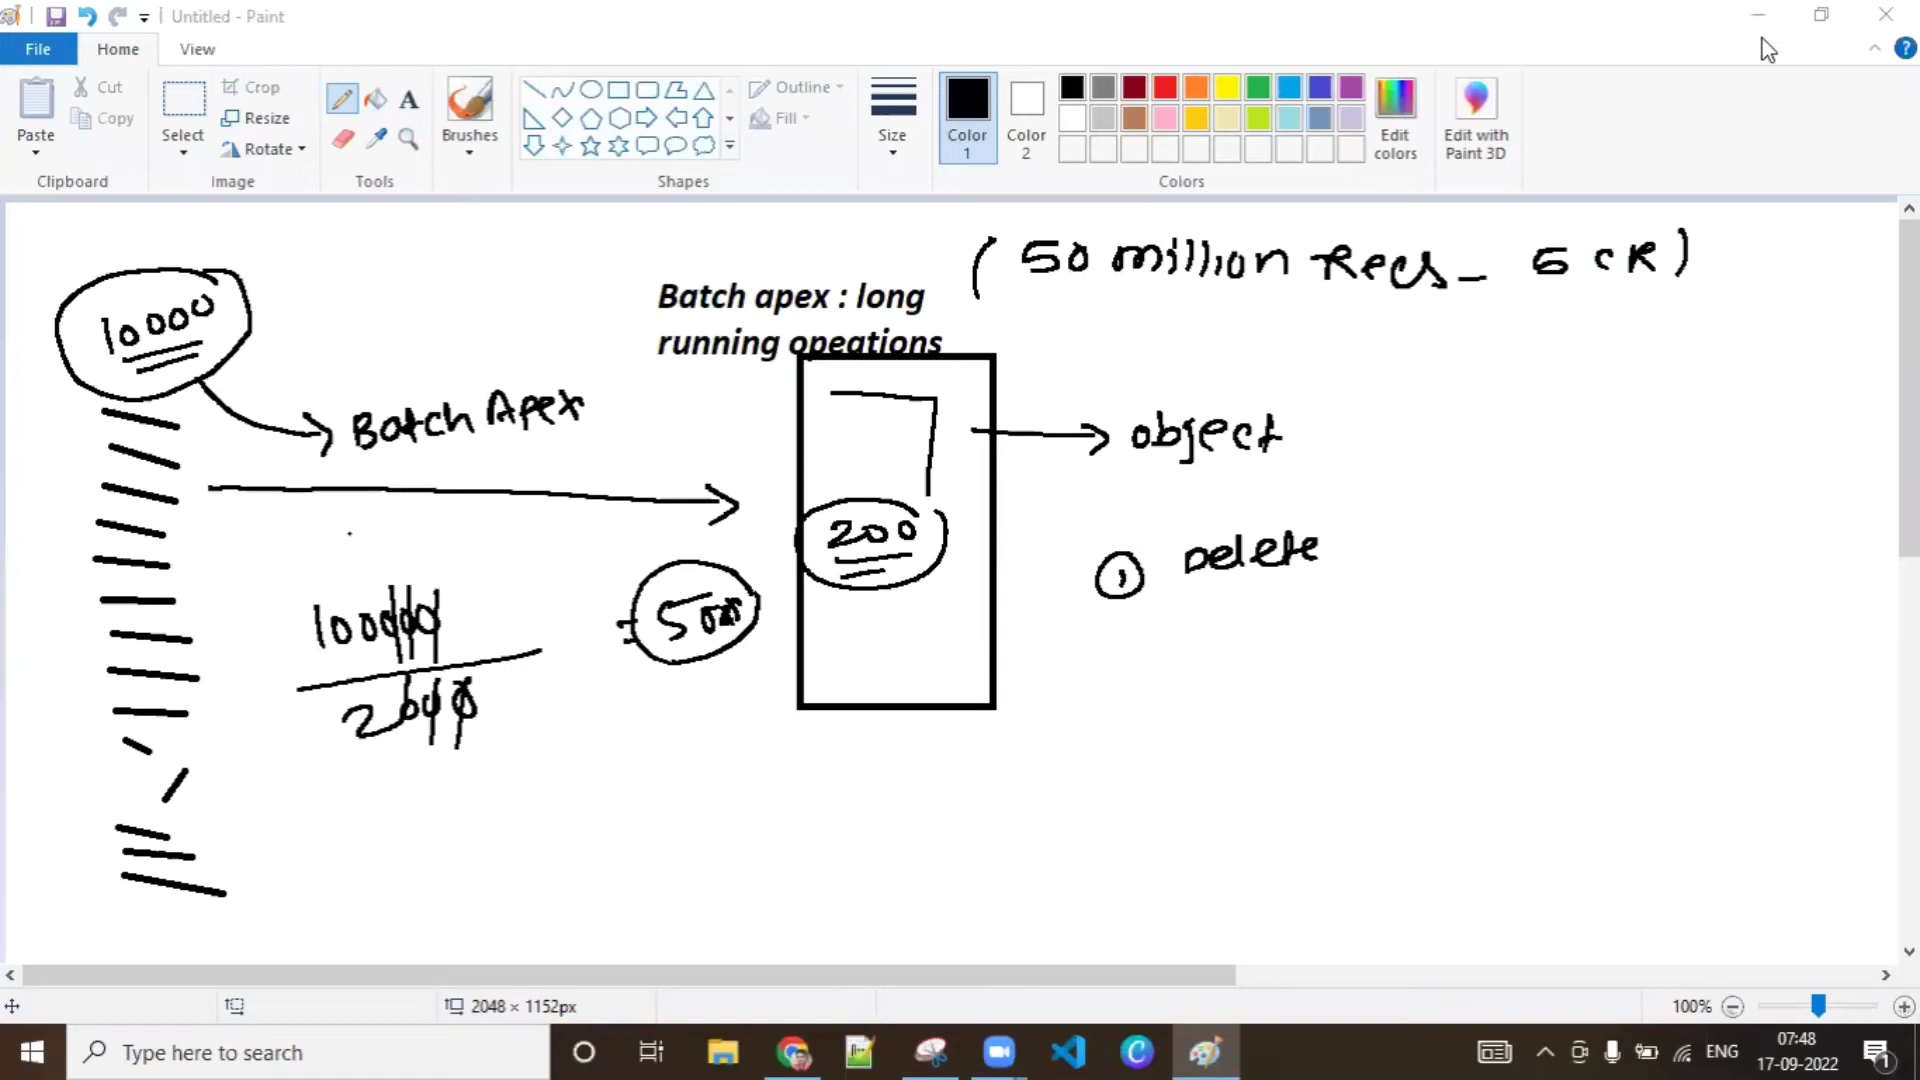 Untitled - Paint
File
Home
View
Paste
Cut
Copy
Clipboard
Select
Crop
Resize
Rotate
Image
Tools
Brushes
Shapes
Outline
Fill
Size
Color
1
Color
2
Edit
colors
Edit with
Paint 3D
Colors
(50 million Recs_ 5 CR)
Batch apex : long
running opeations
10000
Batch Apex
object
200
① Delete
=
2048 × 1152px
100%
Type here to search
ENG
07:48
17-09-2022
1